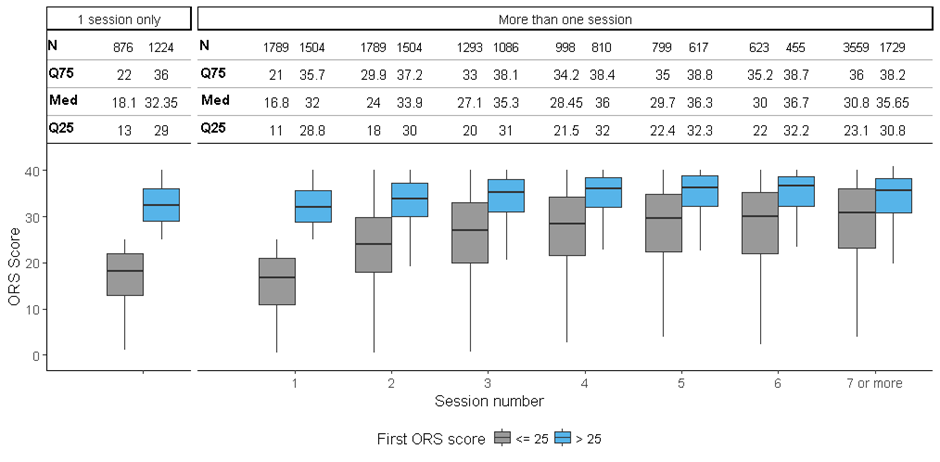 1 session only More than one session
N 876 1224 N 1789 1504 1789 1504 1293 1086 998 810 799 617 623 455 3559 1729
Q75 22 36 Q75 21 35.7 29.9 37.2 33 38.1 34.2 38.4 35 38.8 35.2 38.7 36 38.2
Med 18.1 32.35 Med 16.8 32 24 33.9 27.1 35.3 28.45 36 29.7 36.3 30 36.7 30.8 35.65
Q25 13 29 Q25 11 28.8 18 30 20 31 21.5 32 22.4 32.3 22 32.2 23.1 30.8
40
30
20
10
0
ORS Score
1 2 3 4 5 6 7 or more
Session number
First ORS score <= 25 > 25